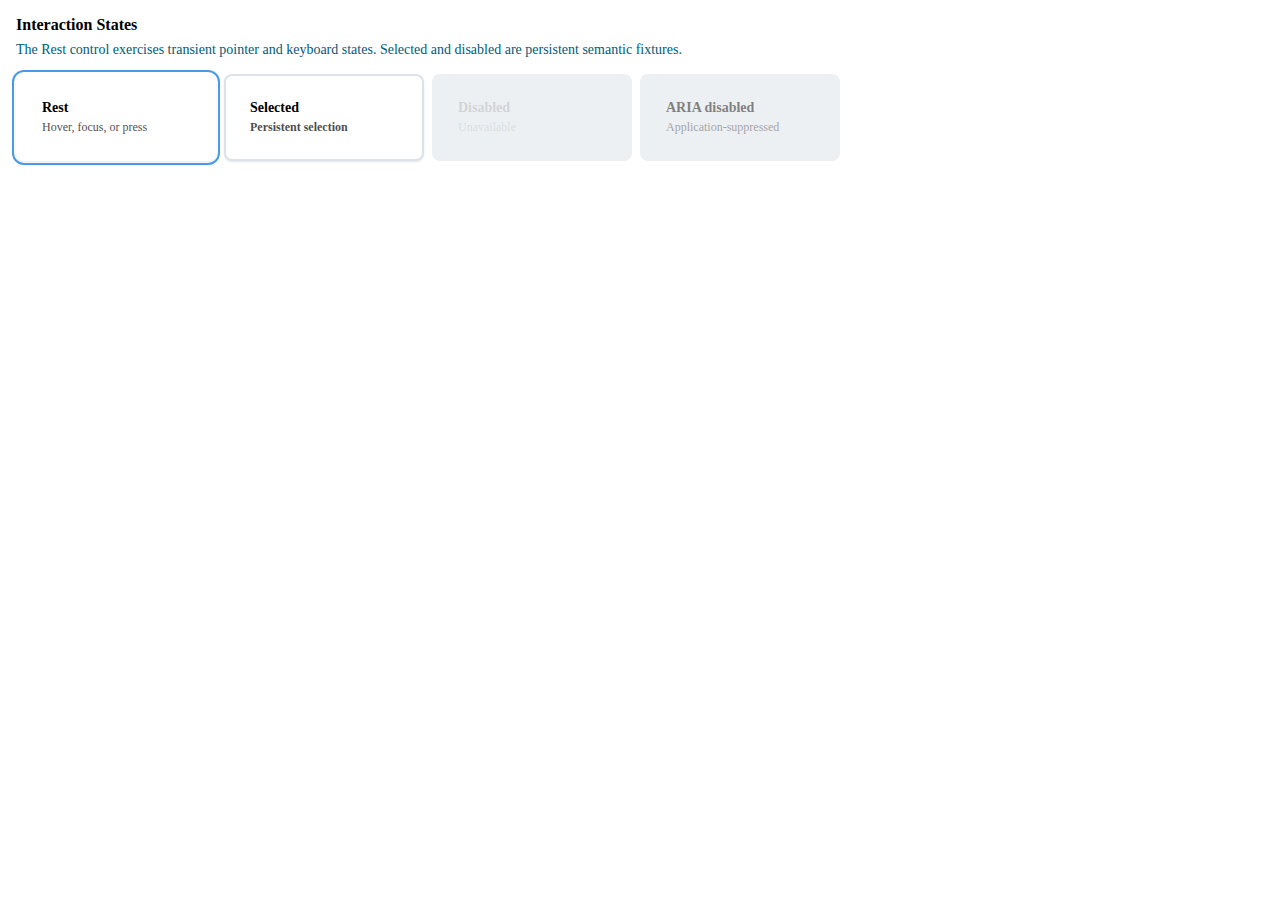 Interaction States
The Rest control exercises transient pointer and keyboard states. Selected and disabled are persistent semantic fixtures.
Rest
Hover, focus, or press
Selected
Persistent selection
Disabled
Unavailable
ARIA disabled
Application-suppressed